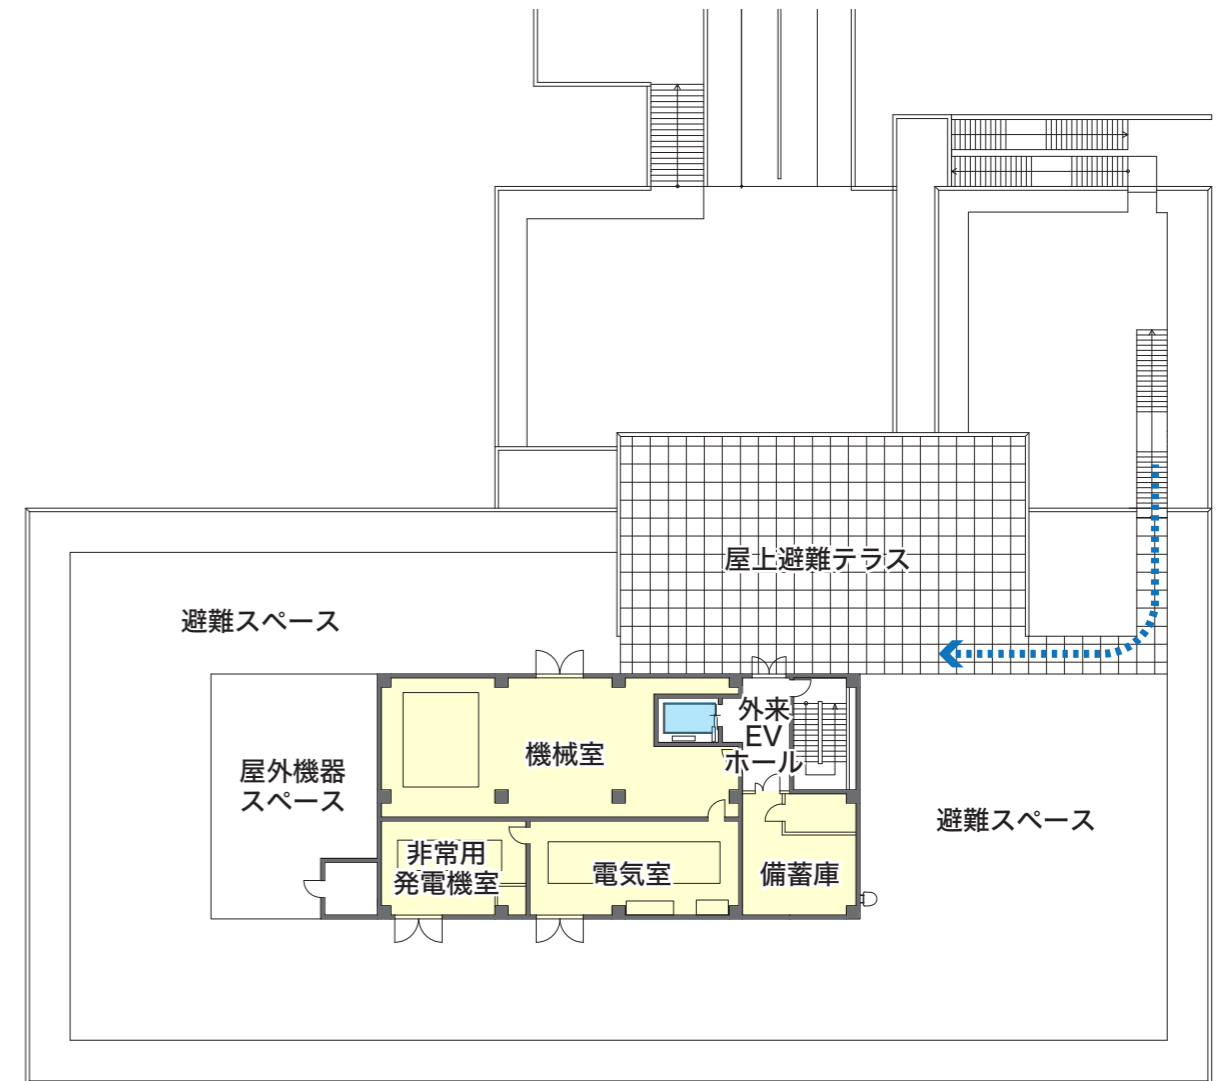 屋上避難テラス
避難スペース
外来
EV
ホール
機械室
屋外機器
スペース
避難スペース
非常用
発電機室
電気室
備蓄庫